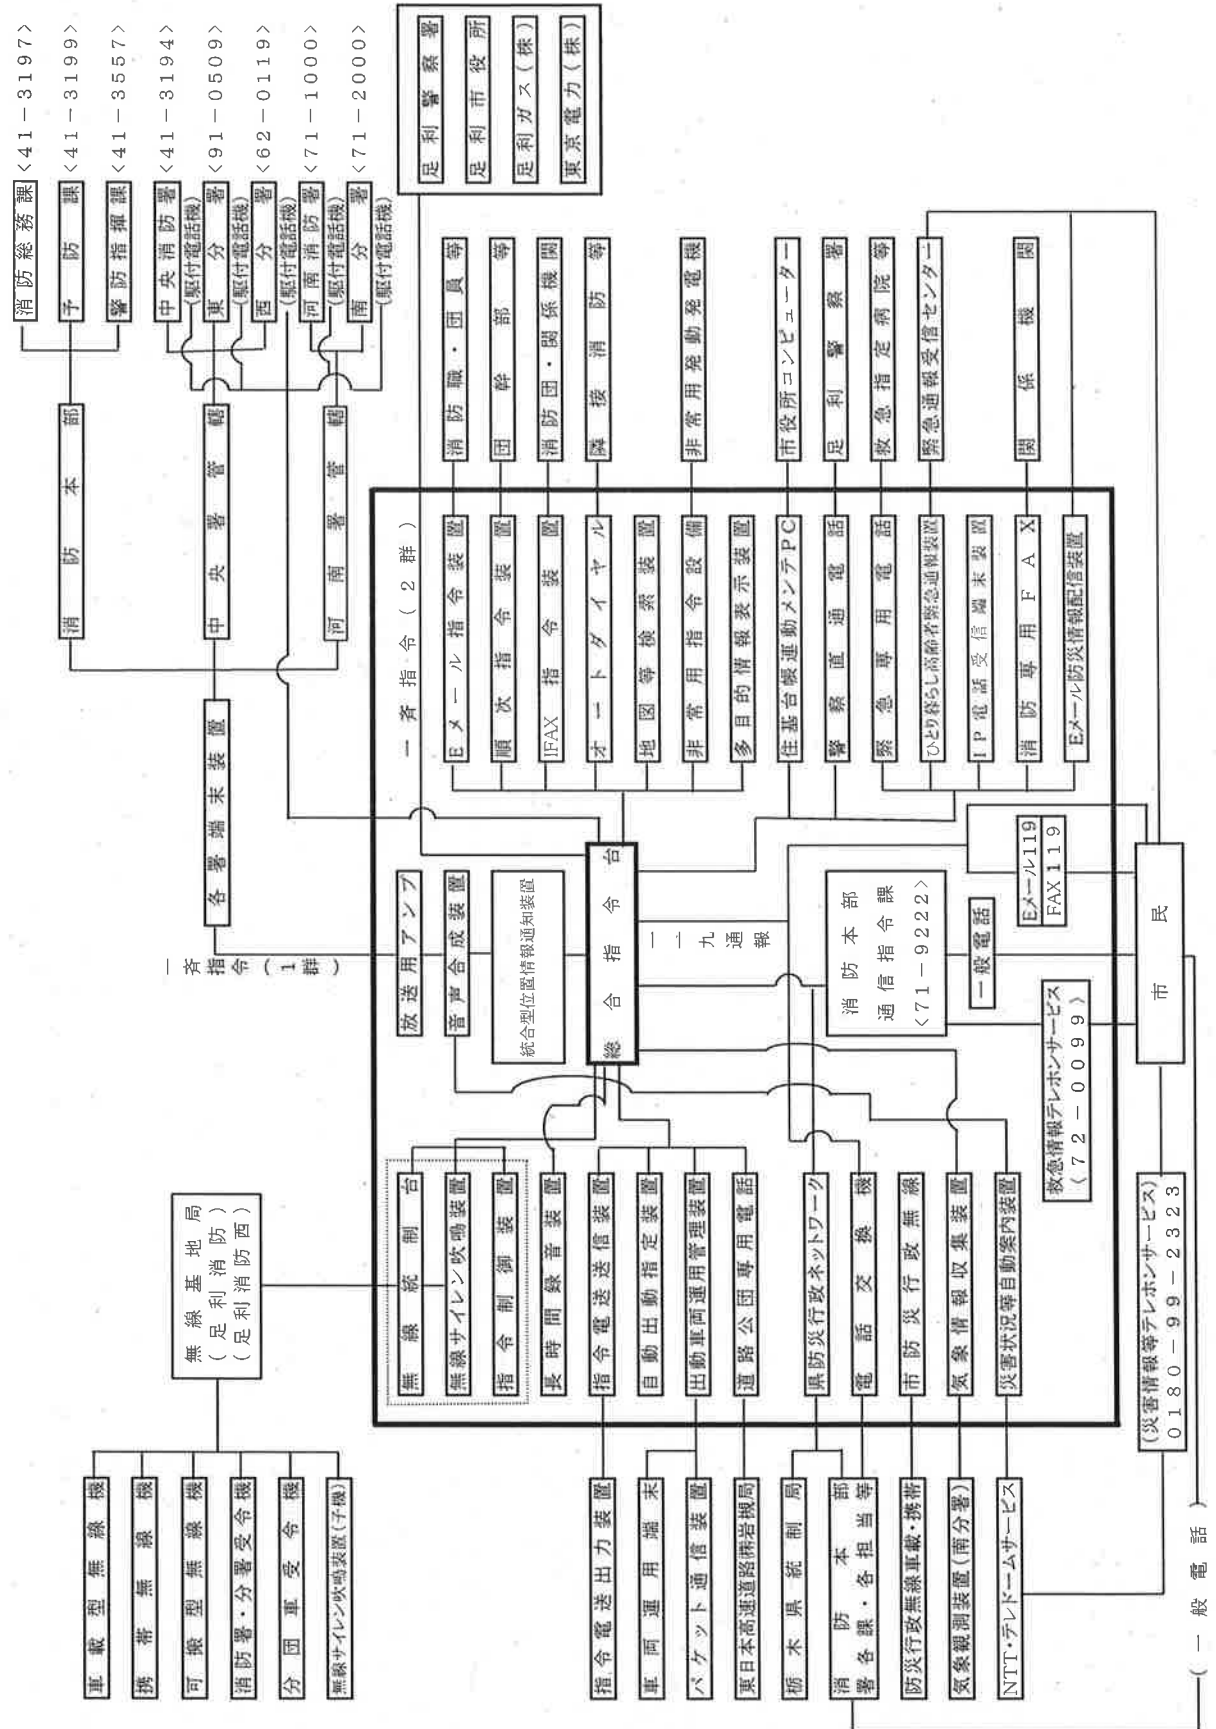 車載型無線機
携帯無線機
可搬型無線機
消防署・分署受令機
分団車受令機
無線サイレン吹鳴装置(子機)
無線基地局
(足利消防)
(足利消防西)
指令電送出力装置
車両運用端末
パケット通信装置
東日本高速道路㈱岩槻局
栃木県統制局
消防本部
署各課・各担当等
防災行政無線車載・携帯
気象観測装置(南分署)
NTT・テレドームサービス
無線統制台
無線サイレン吹鳴装置
指令制御装置
長時間録音装置
指令電送送信装置
自動出動指定装置
出動車両運用管理装置
道路公団専用電話
県防災行政ネットワーク
電話交換機
市防災行政無線
気象情報収集装置
災害状況等自動案内装置
(災害情報等テレホンサービス)
0180-99-2323
(一般電話)
一斉指令(1群)
放送用アンプ
音声合成装置
統合型位置情報通知装置
総合指令台
一一九通報
消防本部
通信指令課
<71-9222>
一般電話
救急情報テレホンサービス
<72-0099>
Eメール119
FAX119
市民
各署端末装置
一斉指令(2群)
Eメール指令装置
順次指令装置
IFAX指令装置
オートダイヤル
地図等検索装置
非常用指令設備
多目的情報表示装置
住基台帳連動メンテPC
警察直通電話
緊急専用電話
ひとり暮らし高齢者緊急通報装置
IP電話受信端末装置
消防専用FAX
Eメール防災情報配信装置
消防本部
中央署管轄
河南署管轄
消防職・団員等
団幹部等
消防団・関係機関
隣接消防等
非常用発動発電機
市役所コンピューター
足利警察署
救急指定病院等
緊急通報受信センター
関係機関
消防総務課<41-3197>
予防課<41-3199>
警防指揮課<41-3557>
中央消防署<41-3194>
(駆付電話機)
東分署<91-0509>
(駆付電話機)
西分署<62-0119>
(駆付電話機)
河南消防署<71-1000>
(駆付電話機)
南分署<71-2000>
(駆付電話機)
足利警察署
足利市役所
足利ガス(株)
東京電力(株)